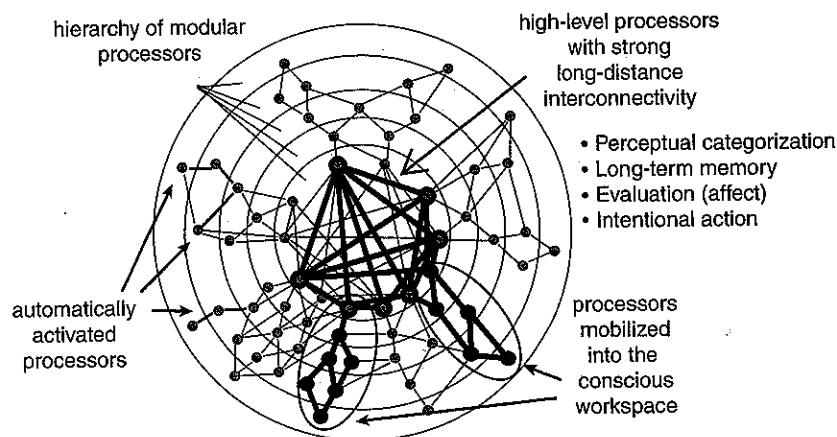 hierarchy of modular
processors
high-level processors
with strong
long-distance
interconnectivity
• Perceptual categorization
• Long-term memory
• Evaluation (affect)
• Intentional action
automatically
activated
processors
processors
mobilized
into the
conscious
workspace